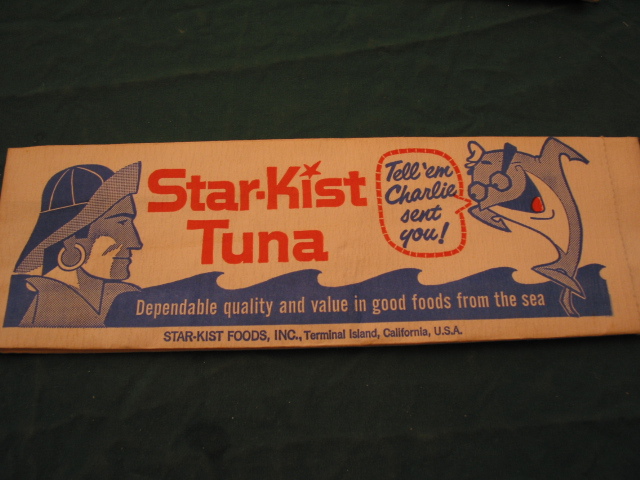 Star-Kist
Tuna
Tell 'em
Charlie
sent
you!
Dependable quality and value in good foods from the sea
STAR-KIST FOODS, INC., Terminal Island, California, U.S.A.